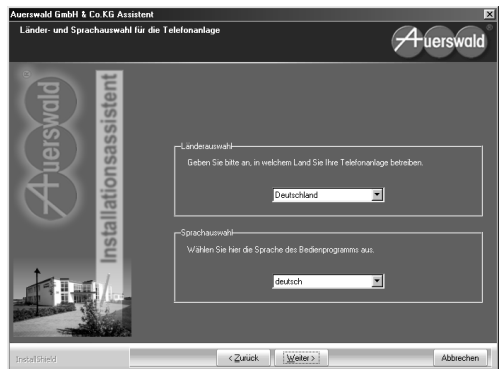 Auerswald GmbH & Co.KG Assistent
Länder- und Sprachauswahl für die Telefonanlage
Auerswald
Auerswald
Installationsassistent
Länderauswahl
Geben Sie bitte an, in welchem Land Sie Ihre Telefonanlage betreiben.
Deutschland
Sprachauswahl
Wählen Sie hier die Sprache des Bedienprogramms aus.
deutsch
InstallShield
< Zurück
Weiter >
Abbrechen